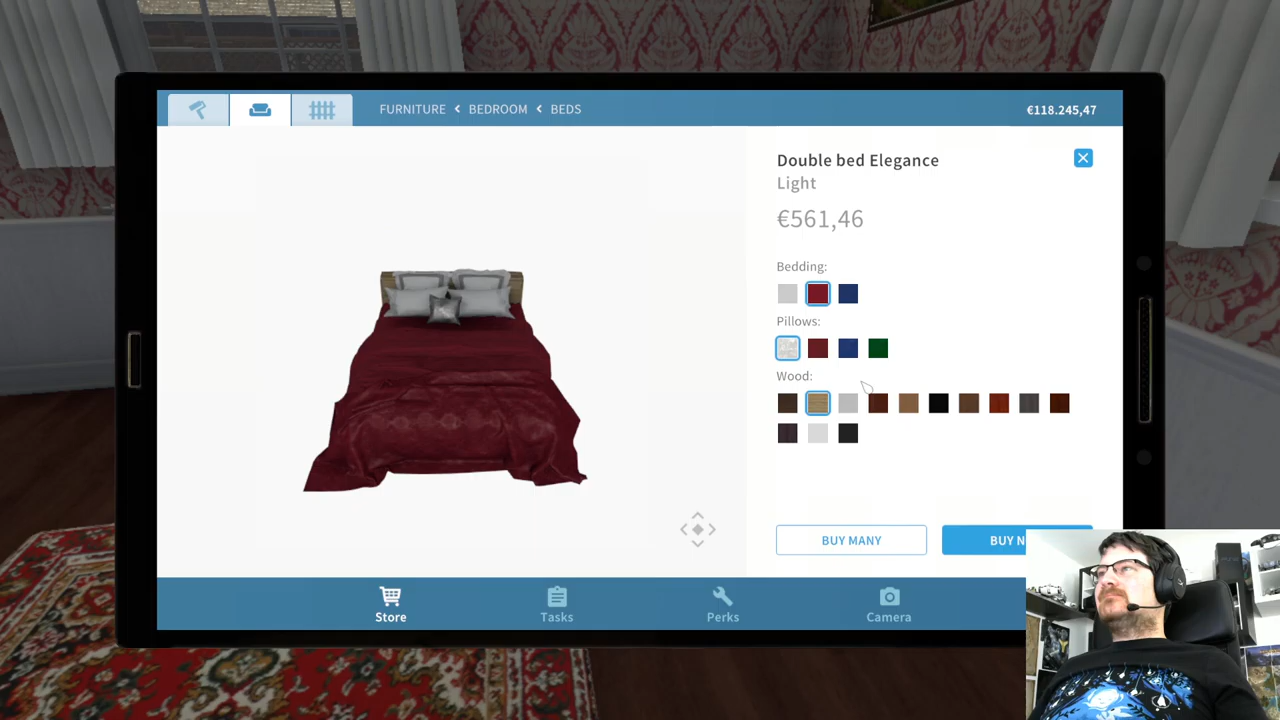 FURNITURE < BEDROOM < BEDS
€118.245,47
Double bed Elegance
Light
€561,46
Bedding:
Pillows:
Wood:
BUY MANY
BUY N
Store
Tasks
Perks
Camera